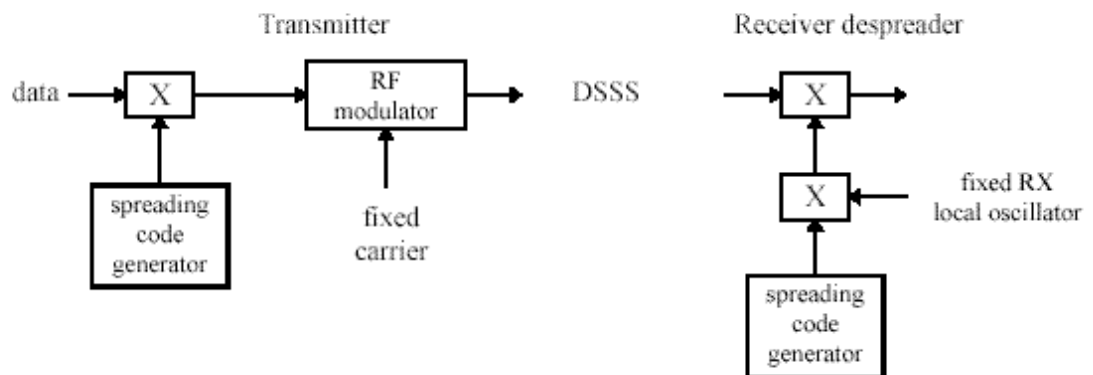 Transmitter
Receiver despreader
data
X
RF
modulator
DSSS
X
spreading
code
generator
fixed
carrier
X
fixed RX
local oscillator
spreading
code
generator